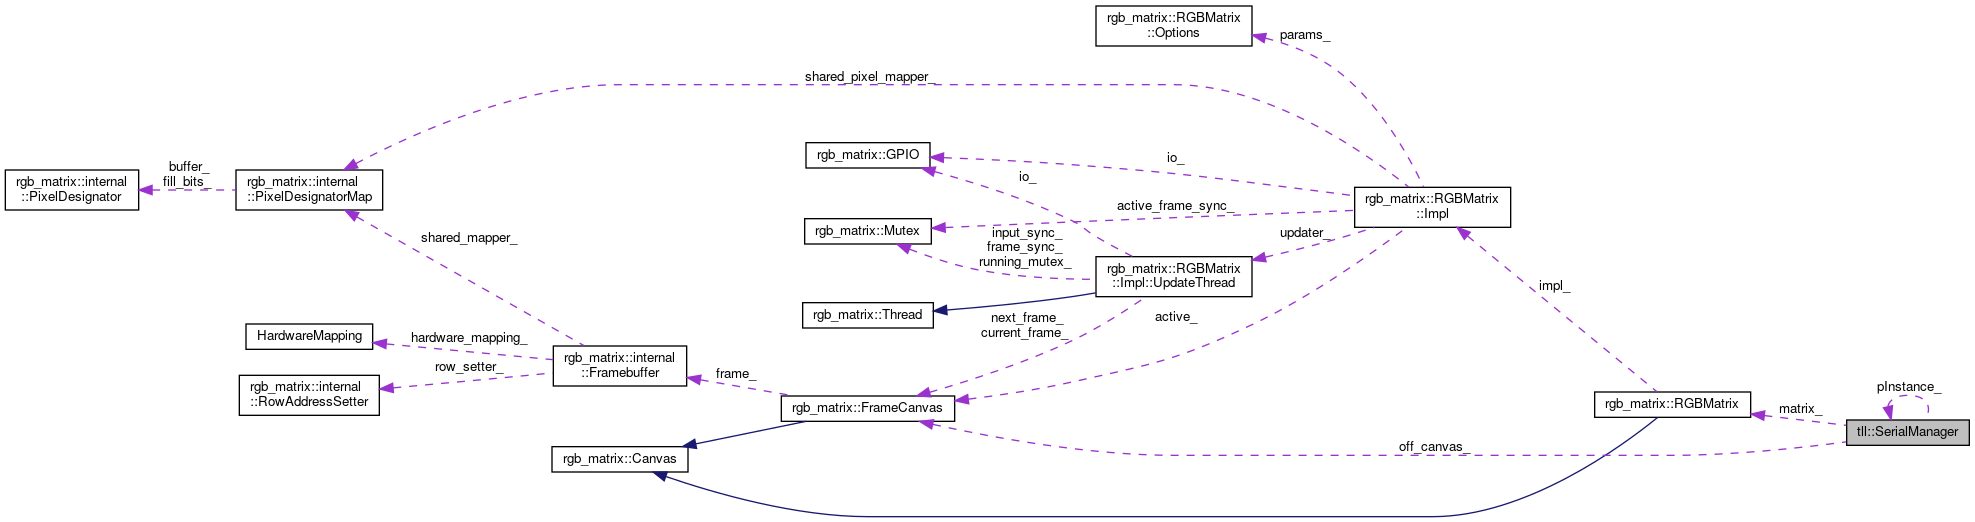 rgb_matrix::RGBMatrix
::Options
params_
shared_pixel_mapper_
rgb_matrix::GPIO
io_
buffer_
fill_bits_
rgb_matrix::internal
::PixelDesignator
rgb_matrix::internal
::PixelDesignatorMap
io_
rgb_matrix::RGBMatrix
::Impl
active_frame_sync_
rgb_matrix::Mutex
input_sync_
frame_sync_
running_mutex_
updater_
shared_mapper_
rgb_matrix::RGBMatrix
::Impl::UpdateThread
impl_
rgb_matrix::Thread
next_frame_
current_frame_
active_
HardwareMapping
hardware_mapping_
rgb_matrix::internal
::Framebuffer
row_setter_
rgb_matrix::internal
::RowAddressSetter
frame_
rgb_matrix::FrameCanvas
rgb_matrix::RGBMatrix
matrix_
pInstance_
tll::SerialManager
off_canvas_
rgb_matrix::Canvas